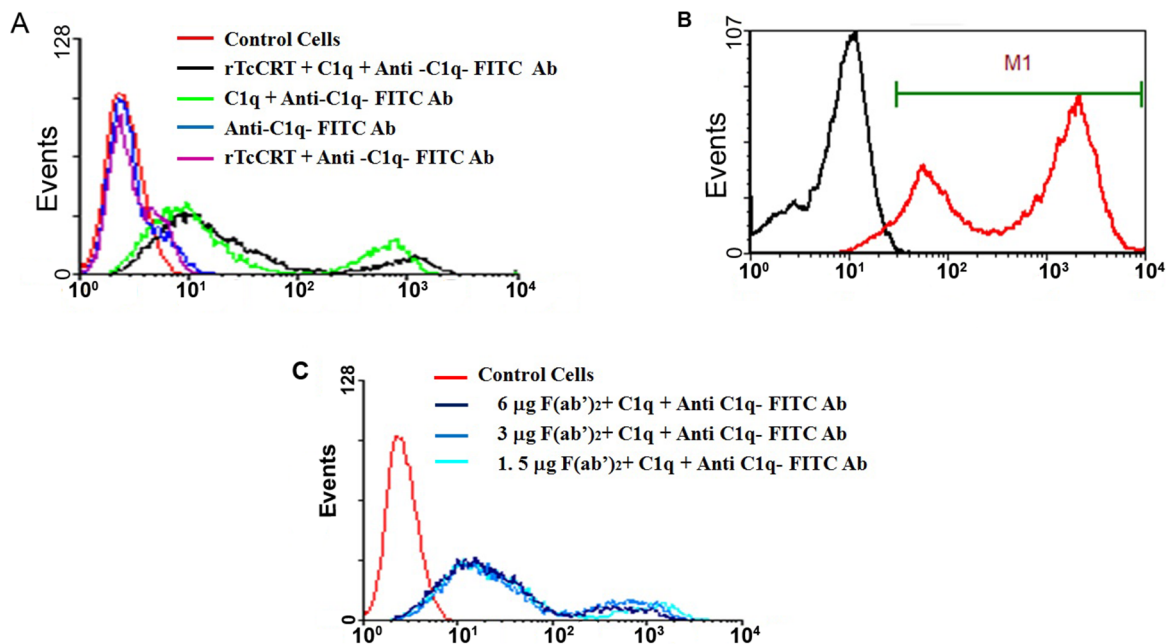 A
128
Control Cells
rTcCRT + C1q + Anti -C1q- FITC Ab
C1q + Anti-C1q- FITC Ab
Anti-C1q- FITC Ab
rTcCRT + Anti -C1q- FITC Ab
Events
0
10⁰ 10¹ 10² 10³ 10⁴
B
107
M1
Events
0
10⁰ 10¹ 10² 10³ 10⁴
C
128
Control Cells
6 µg F(ab’)₂+ C1q + Anti C1q- FITC Ab
3 µg F(ab’)₂+ C1q + Anti C1q- FITC Ab
1. 5 µg F(ab’)₂+ C1q + Anti C1q- FITC Ab
Events
0
10⁰ 10¹ 10² 10³ 10⁴